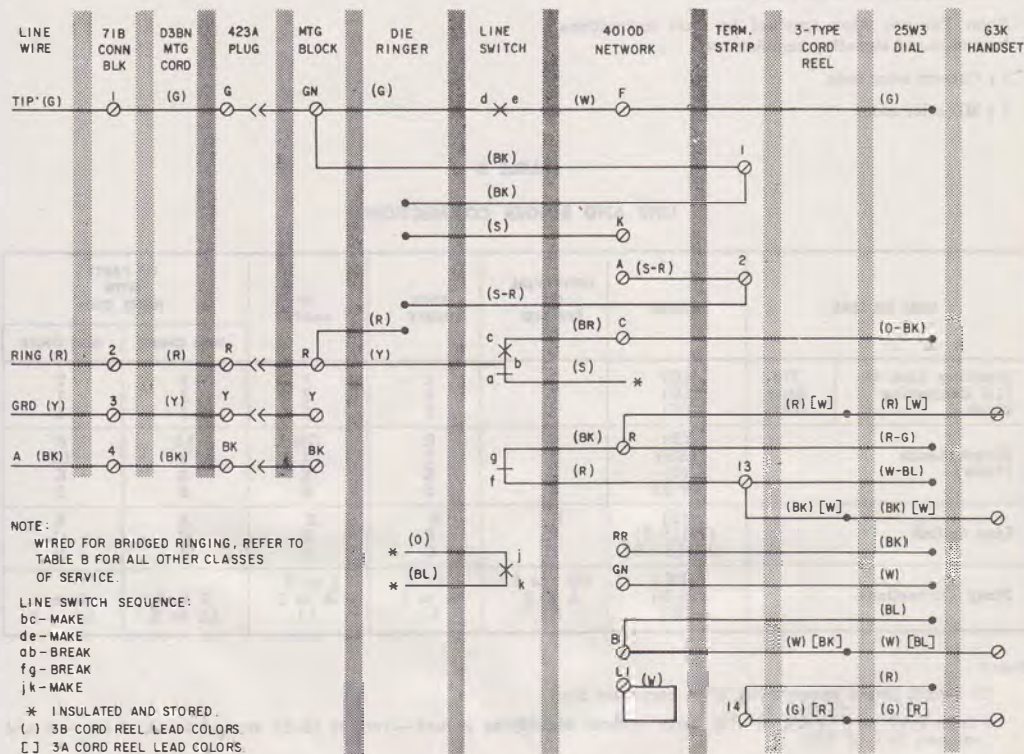 LINE WIRE
71B CONN BLK
D3BN MTG CORD
423A PLUG
MTG BLOCK
DIE RINGER
LINE SWITCH
4010D NETWORK
TERM. STRIP
3-TYPE CORD REEL
25W3 DIAL
G3K HANDSET
TIP (G) 1 (G) G GN (G) d e (W) F (G)
(BK) 1
(BK)
(S) K
A (S-R) 2
(S-R)
(R)
c (BR) C (O-BK)
RING (R) 2 (R) R R (Y) b
a (S) *
GRD (Y) 3 (Y) Y Y
(R) [W] (R) [W]
(BK) R (R-G)
A (BK) 4 (BK) BK BK
g
f (R) 13 (W-BL)
(BK) [W] (BK) [W]
NOTE:
WIRED FOR BRIDGED RINGING, REFER TO
TABLE B FOR ALL OTHER CLASSES
OF SERVICE.
* (O) j
* (BL) k
RR (BK)
GN (W)
(BL)
B (W) [BK] (W) [BL]
L1 (W) (R)
14 (G) [R] (G) [R]
LINE SWITCH SEQUENCE:
bc-MAKE
de-MAKE
ab-BREAK
fg-BREAK
jk-MAKE
* INSULATED AND STORED.
( ) 3B CORD REEL LEAD COLORS.
[ ] 3A CORD REEL LEAD COLORS.